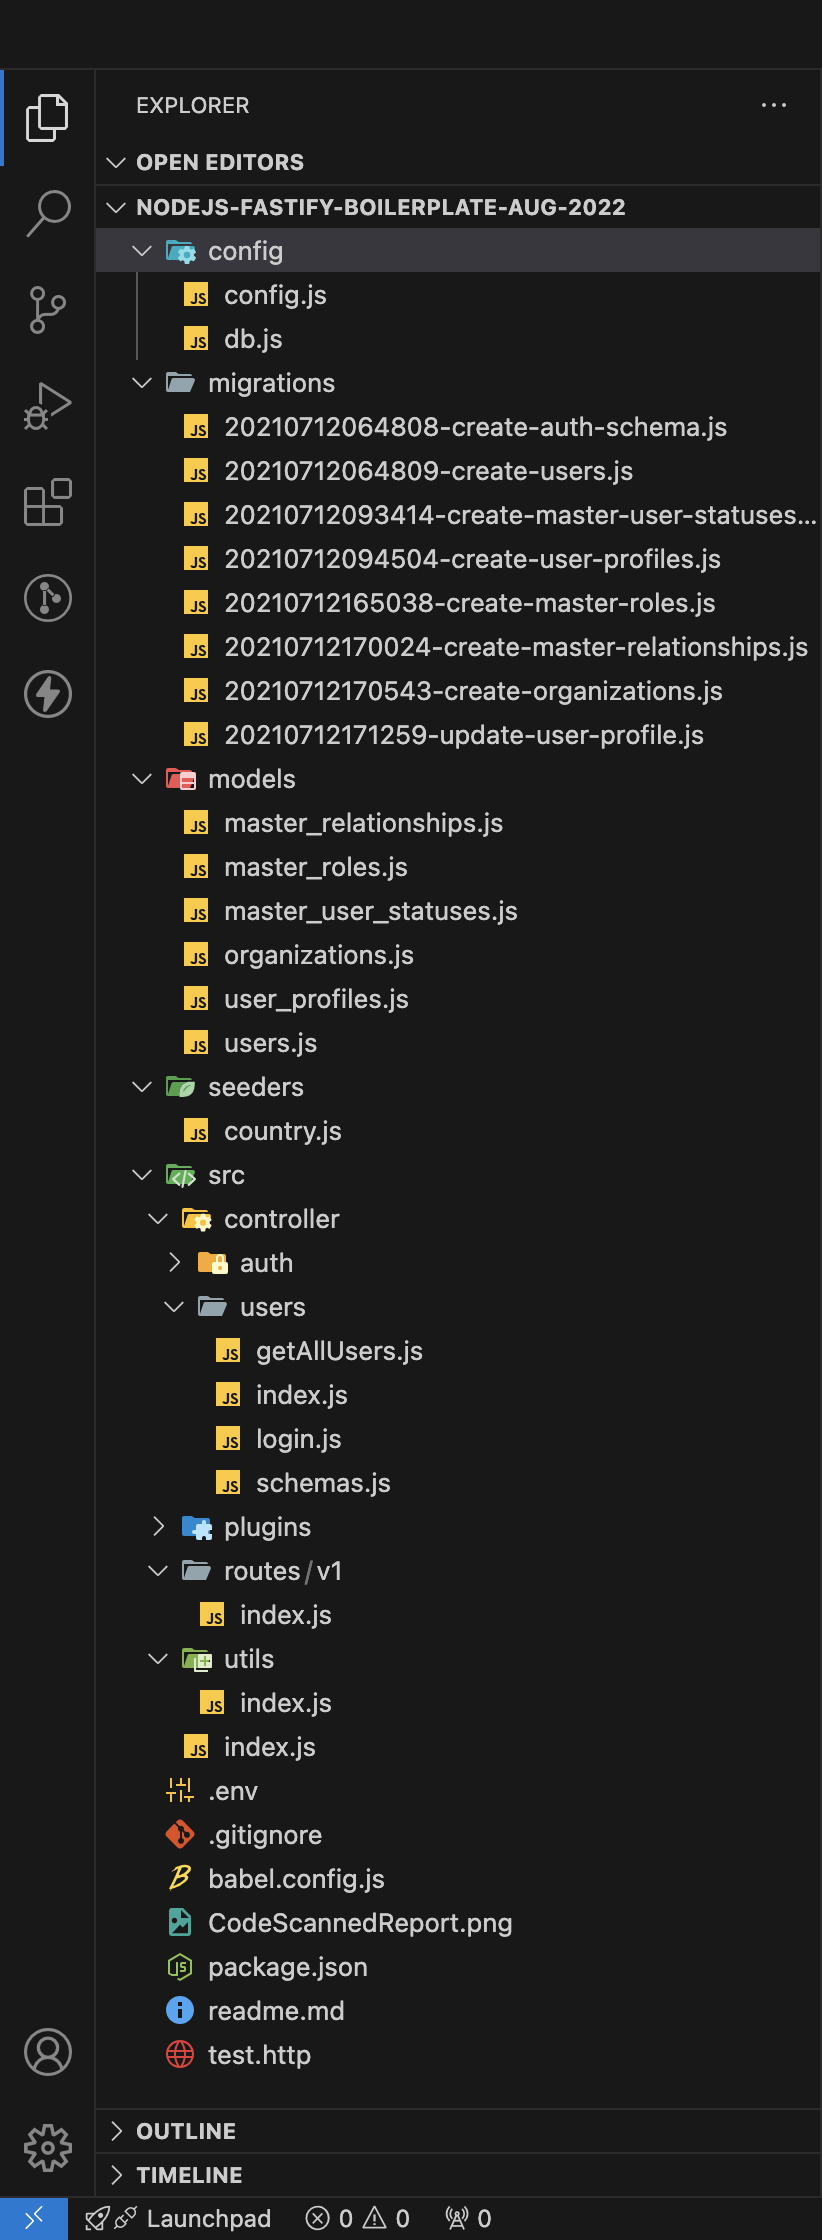 EXPLORER
OPEN EDITORS
NODEJS-FASTIFY-BOILERPLATE-AUG-2022
config
JS config.js
JS db.js
migrations
JS 20210712064808-create-auth-schema.js
JS 20210712064809-create-users.js
JS 20210712093414-create-master-user-statuses...
JS 20210712094504-create-user-profiles.js
JS 20210712165038-create-master-roles.js
JS 20210712170024-create-master-relationships.js
JS 20210712170543-create-organizations.js
JS 20210712171259-update-user-profile.js
models
JS master_relationships.js
JS master_roles.js
JS master_user_statuses.js
JS organizations.js
JS user_profiles.js
JS users.js
seeders
JS country.js
src
controller
auth
users
JS getAllUsers.js
JS index.js
JS login.js
JS schemas.js
plugins
routes/v1
JS index.js
utils
JS index.js
JS index.js
.env
.gitignore
babel.config.js
CodeScannedReport.png
JS package.json
readme.md
test.http
OUTLINE
TIMELINE
Launchpad 0 0 0